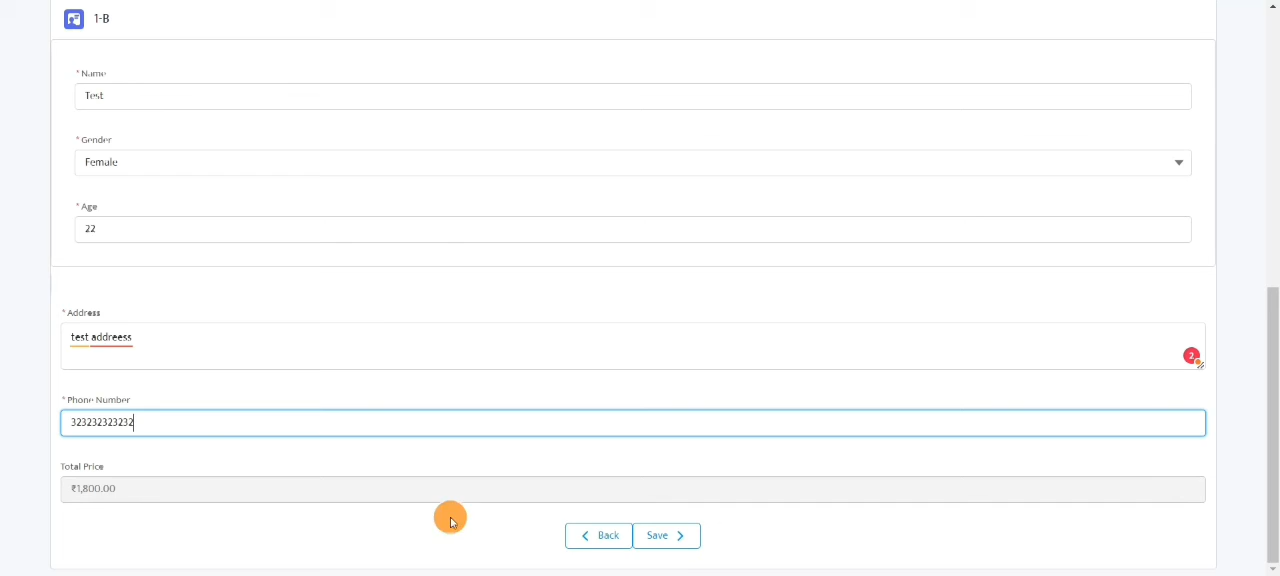 1-B
* Name
Test
* Gender
Female
* Age
22
* Address
test addreess
2
* Phone Number
323232323232
Total Price
₹1,800.00
Back
Save